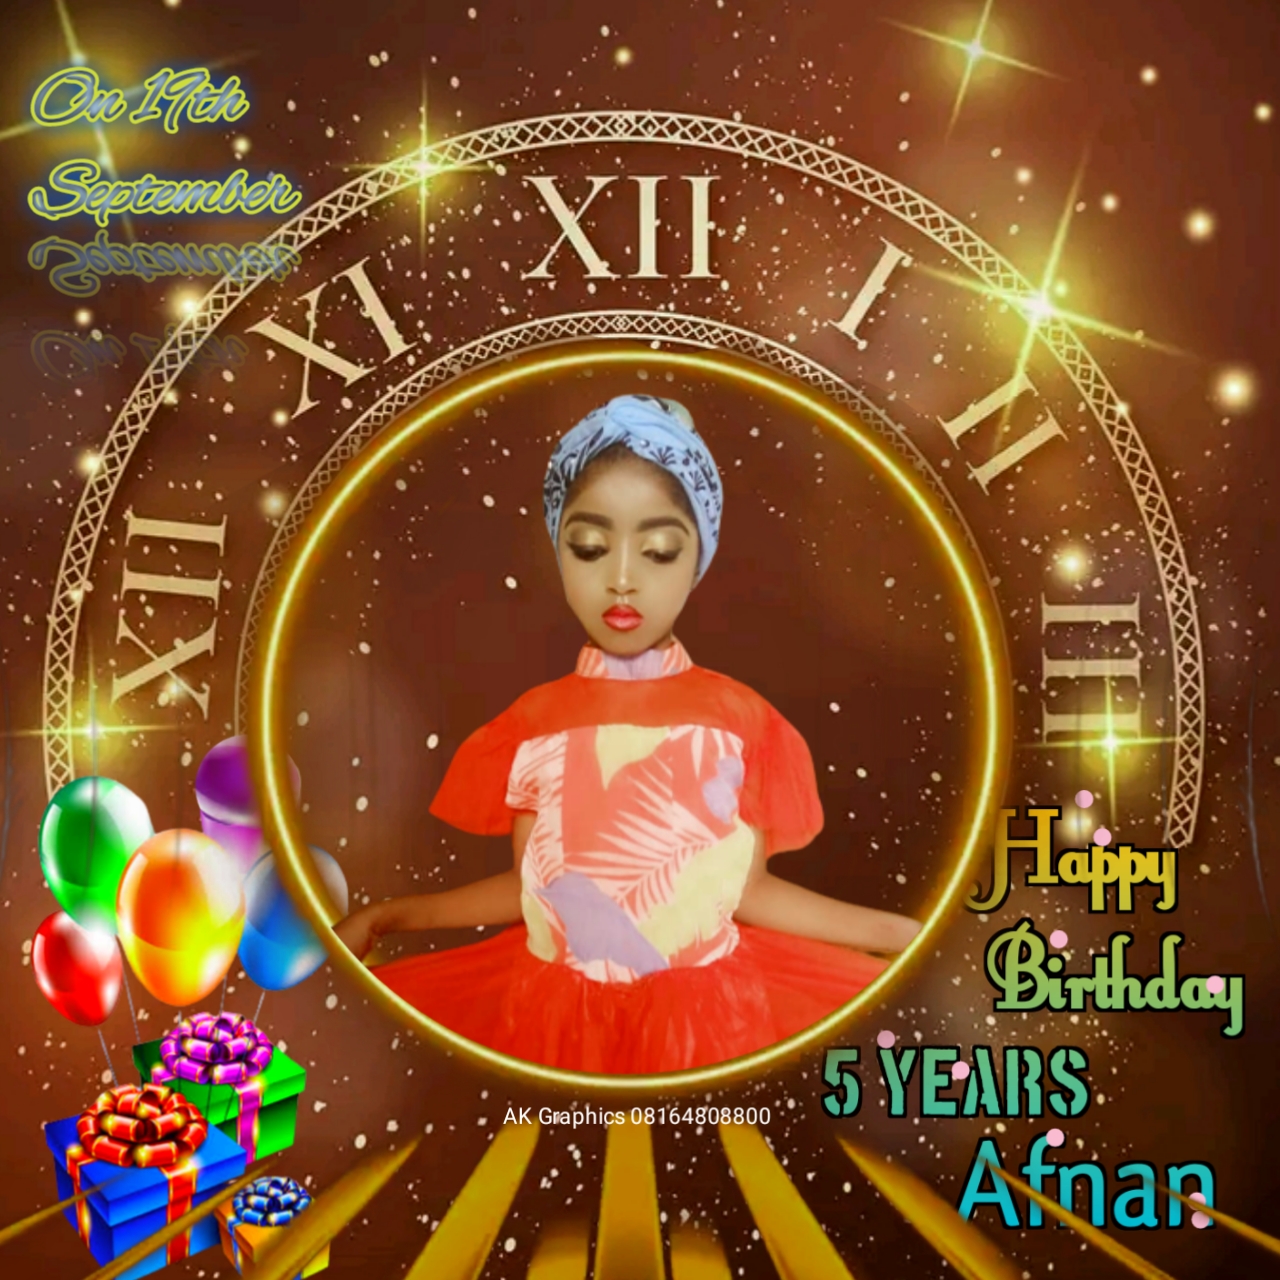 On 19th
September
XII
XI
I
II
XII
III
Happy
Birthday
5 YEARS
AK Graphics 08164808800
Afnan